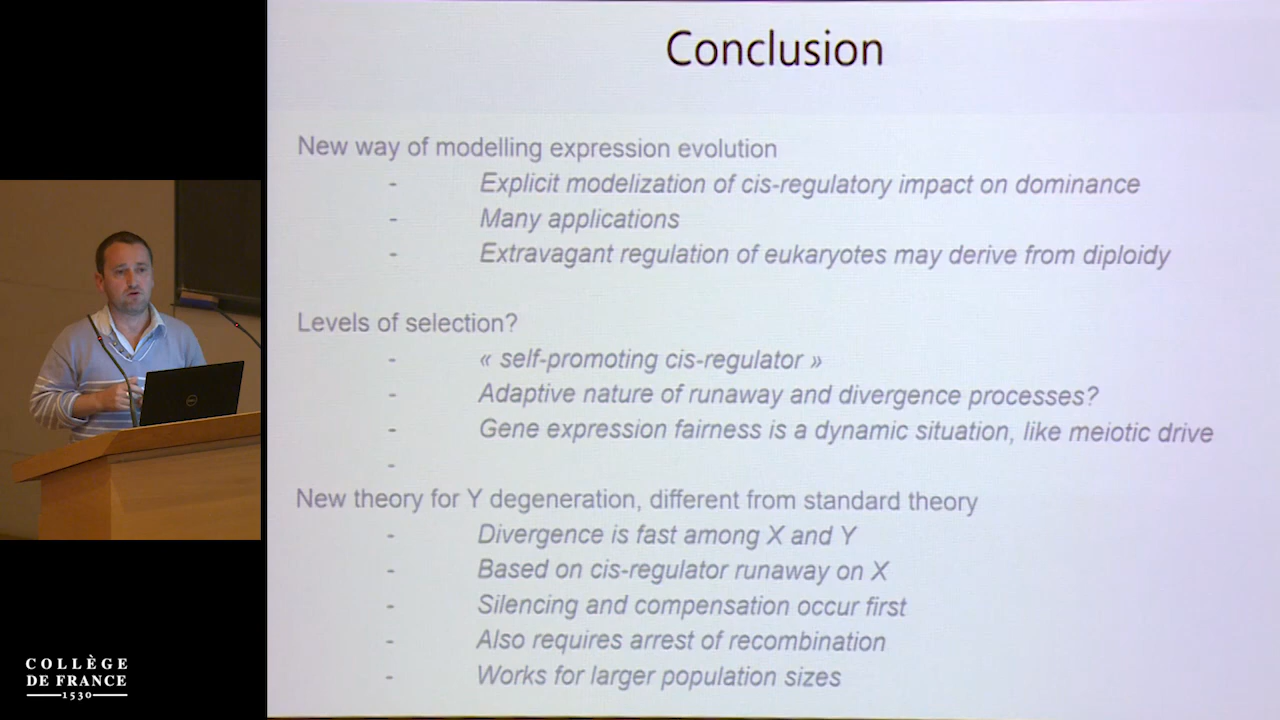 Conclusion
New way of modelling expression evolution
- Explicit modelization of cis-regulatory impact on dominance
- Many applications
- Extravagant regulation of eukaryotes may derive from diploidy
Levels of selection?
- « self-promoting cis-regulator »
- Adaptive nature of runaway and divergence processes?
- Gene expression fairness is a dynamic situation, like meiotic drive
-
New theory for Y degeneration, different from standard theory
- Divergence is fast among X and Y
- Based on cis-regulator runaway on X
- Silencing and compensation occur first
- Also requires arrest of recombination
- Works for larger population sizes
DELL
COLLÈGE
DE FRANCE
1530